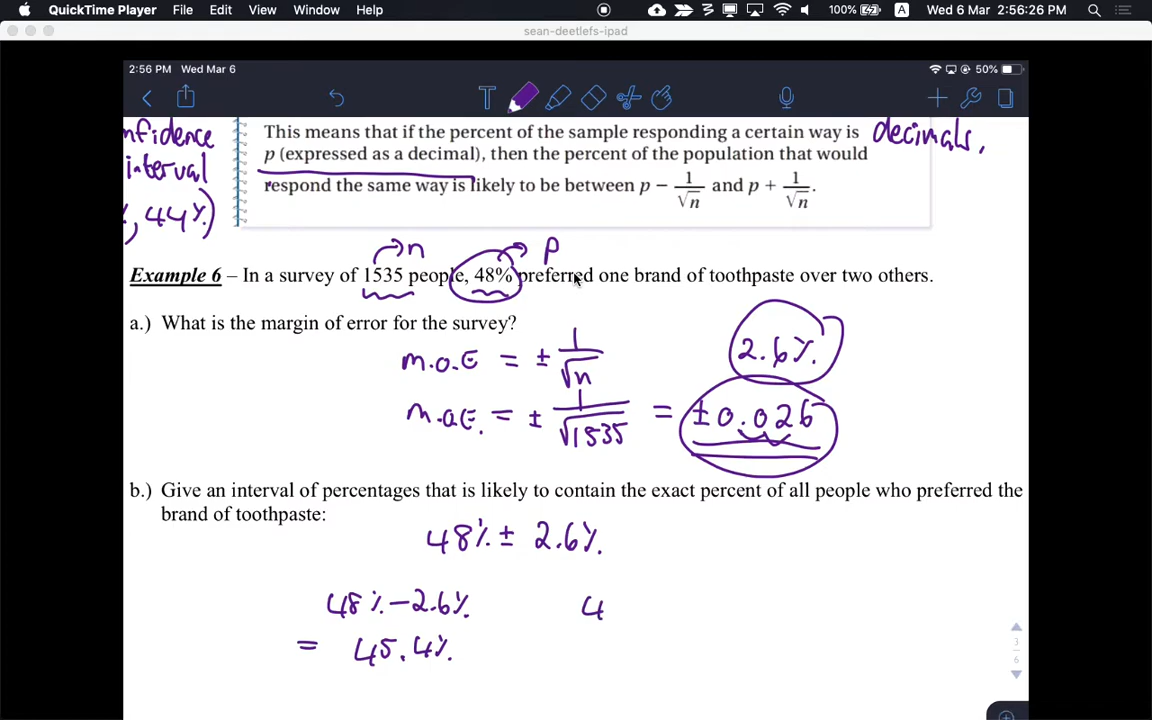 QuickTime Player File Edit View Window Help 100% A Wed 6 Mar 2:56:26 PM
sean-deetlefs-ipad
2:56 PM Wed Mar 6 50%
T
nfidence
interval
, 44%)
This means that if the percent of the sample responding a certain way is
decimals.
p (expressed as a decimal), then the percent of the population that would
respond the same way is likely to be between p − 1/√n and p + 1/√n.
n
p
Example 6 – In a survey of 1535 people, 48% preferred one brand of toothpaste over two others.
a.) What is the margin of error for the survey?
m.o.E = ± 1/√n
2.6%.
m.o.E. = ± 1/√1535 = ±0.026
b.) Give an interval of percentages that is likely to contain the exact percent of all people who preferred the
brand of toothpaste:
48% ± 2.6%.
48% − 2.6%. 4
= 45.4%.
3
6